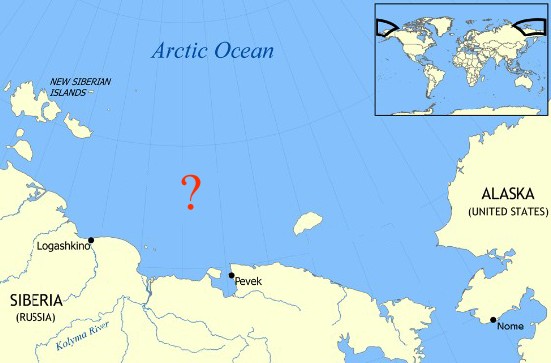 Arctic Ocean
NEW SIBERIAN
ISLANDS
?
ALASKA
(UNITED STATES)
Logashkino
Pevek
SIBERIA
(RUSSIA)
Kolyma River
Nome